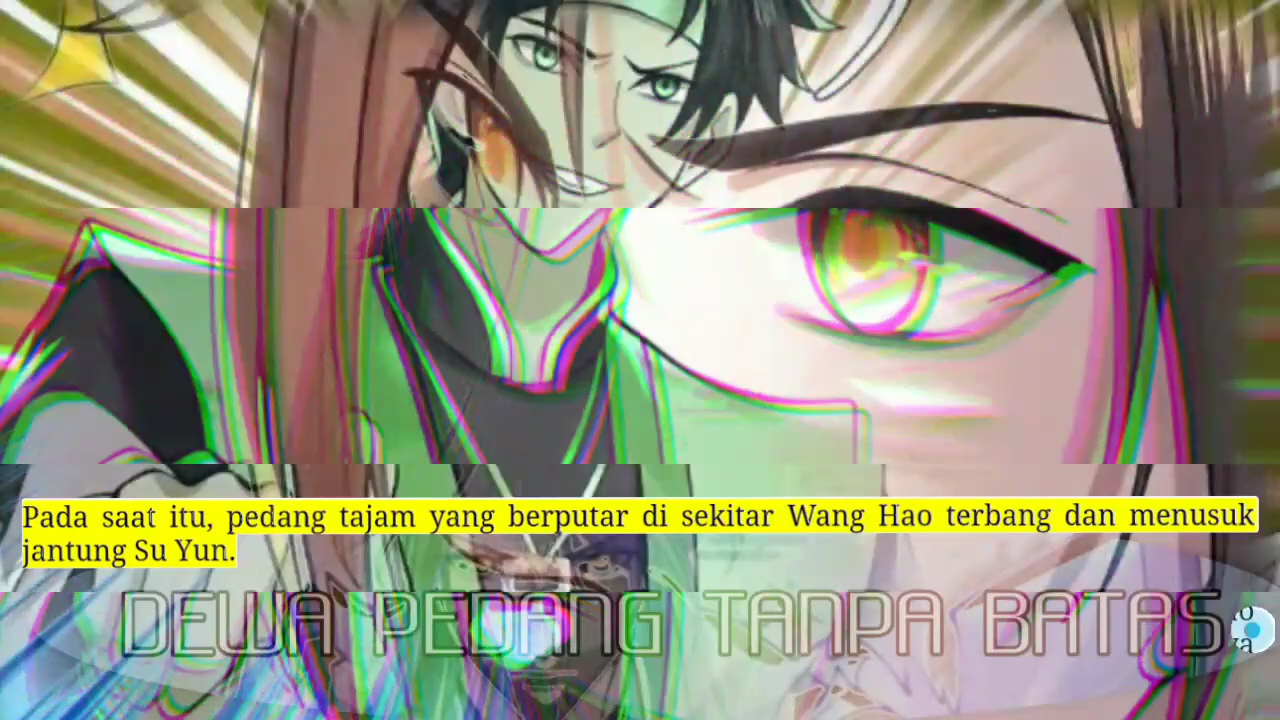 Pada saat itu, pedang tajam yang berputar di sekitar Wang Hao terbang dan menusuk
jantung Su Yun.
DEWA PEDANG TANPA BATAS